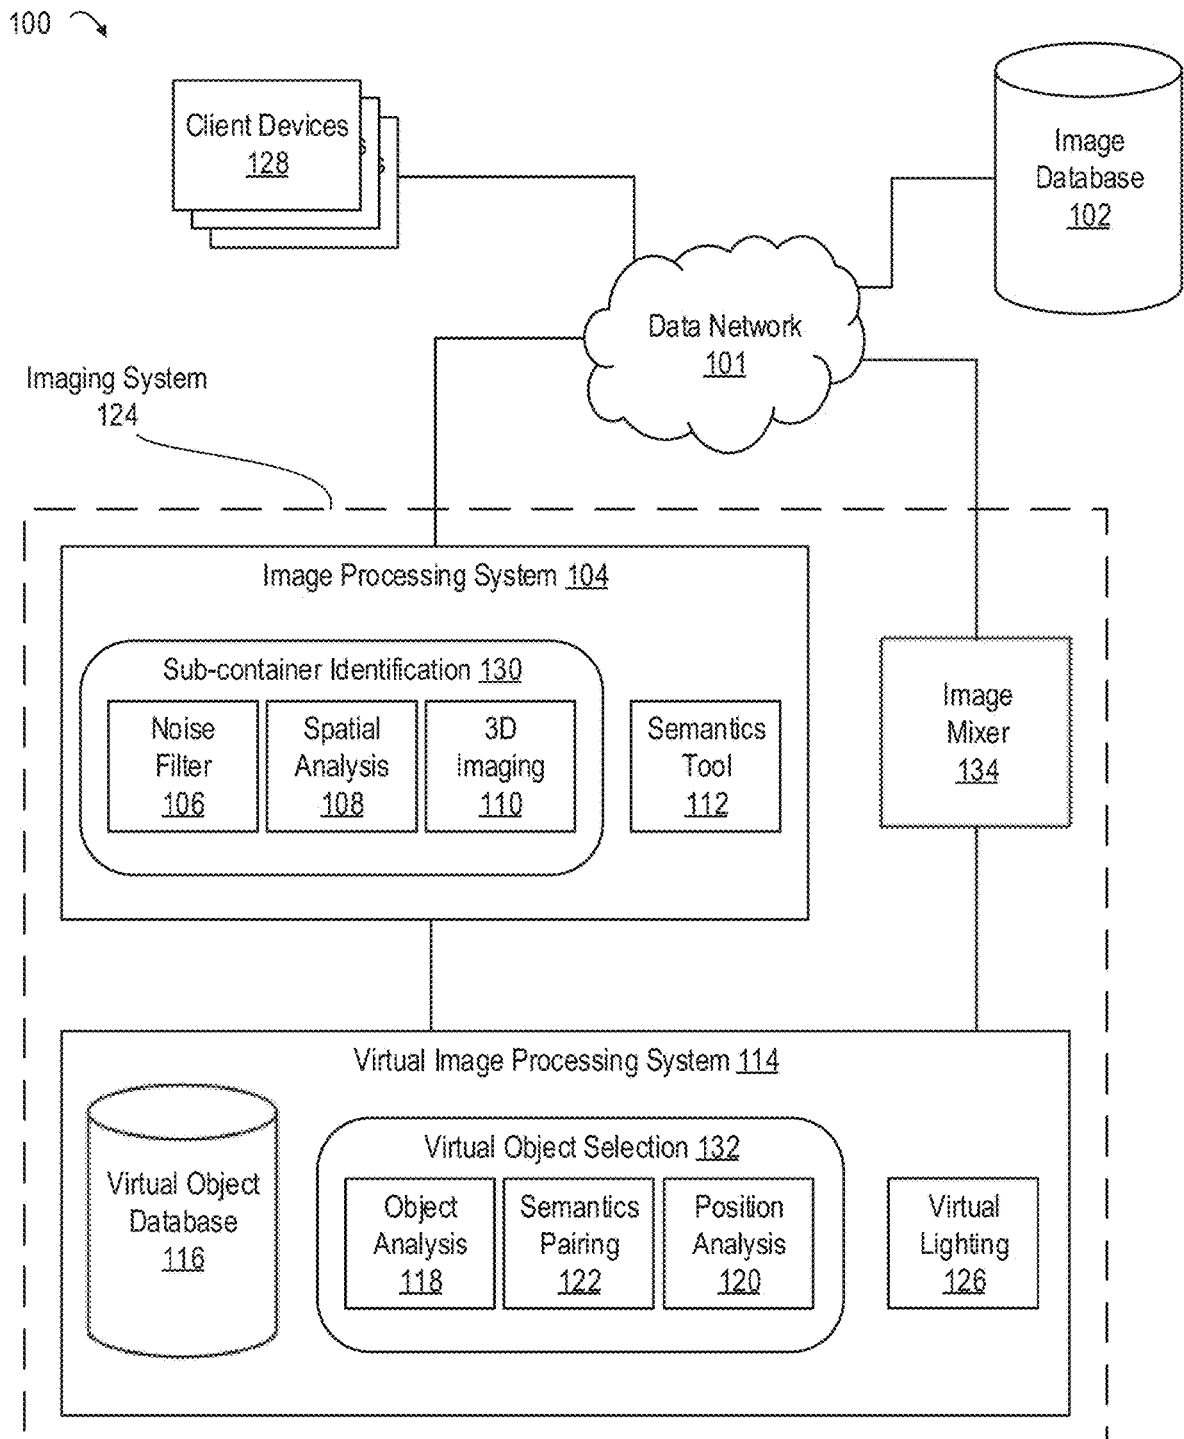 100
Client Devices
128
s
s
Image
Database
102
Data Network
101
Imaging System
124
Image Processing System 104
Sub-container Identification 130
Noise
Filter
106
Spatial
Analysis
108
3D
Imaging
110
Semantics
Tool
112
Image
Mixer
134
Virtual Image Processing System 114
Virtual Object
Database
116
Virtual Object Selection 132
Object
Analysis
118
Semantics
Pairing
122
Position
Analysis
120
Virtual
Lighting
126